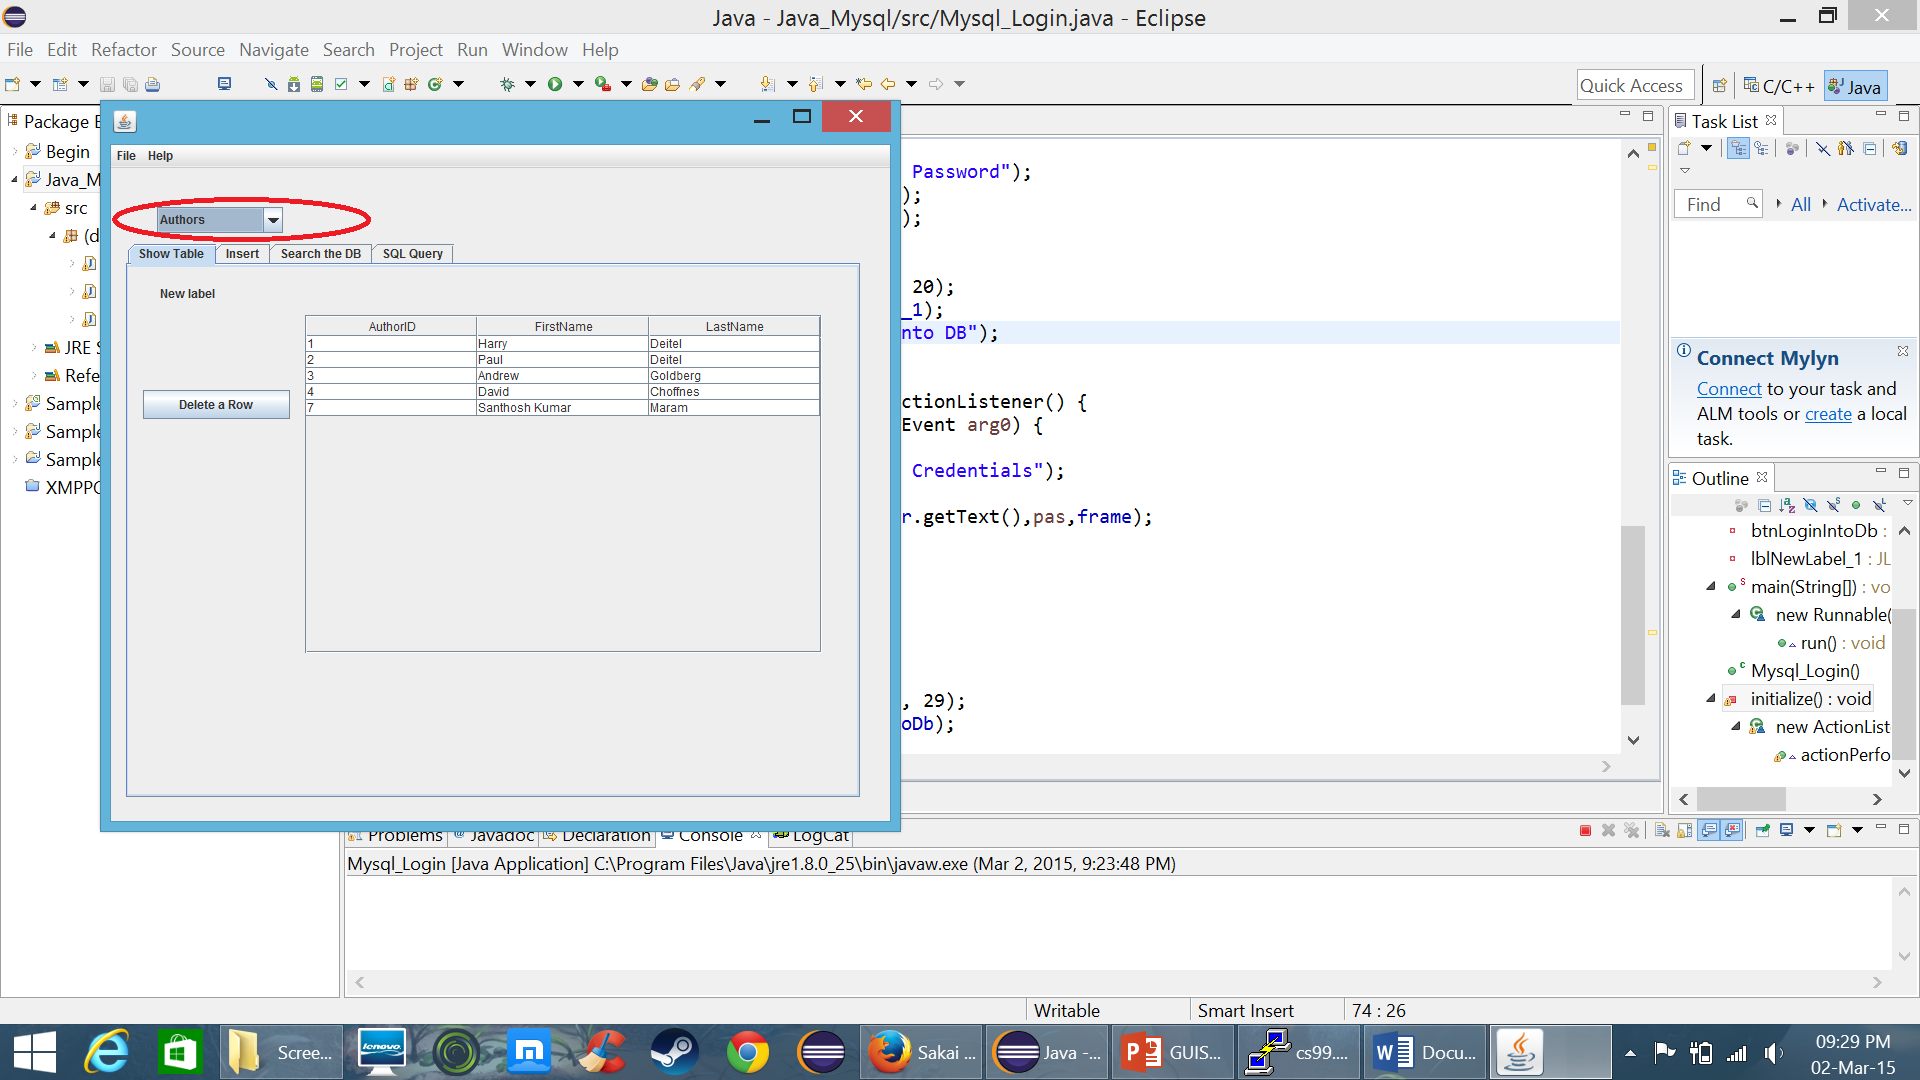 Java - Java_Mysql/src/Mysql_Login.java - Eclipse
File Edit Refactor Source Navigate Search Project Run Window Help
Quick Access
C/C++
Java
Package E
Begin
Java_M
src
(d
JRE S
Refe
Sample
Sample
Sample
XMPPC
File Help
Authors
Show Table Insert Search the DB SQL Query
New label
AuthorID FirstName LastName
1 Harry Deitel
2 Paul Deitel
3 Andrew Goldberg
4 David Choffnes
7 Santhosh Kumar Maram
Delete a Row
Password");
);
);
20);
_1);
nto DB");
ctionListener() {
Event arg0) {
Credentials");
r.getText(),pas,frame);
, 29);
oDb);
Task List
Find All Activate...
Connect Mylyn
Connect to your task and
ALM tools or create a local
task.
Outline
btnLoginIntoDb :
lblNewLabel_1 : JL
main(String[]) : vo
new Runnable(
run() : void
Mysql_Login()
initialize() : void
new ActionList
actionPerfo
Problems Javadoc Declaration Console LogCat
Mysql_Login [Java Application] C:\Program Files\Java\jre1.8.0_25\bin\javaw.exe (Mar 2, 2015, 9:23:48 PM)
Writable Smart Insert 74 : 26
Scree... lenovo Sakai ... Java -... GUIS... cs99.... Docu...
09:29 PM
02-Mar-15